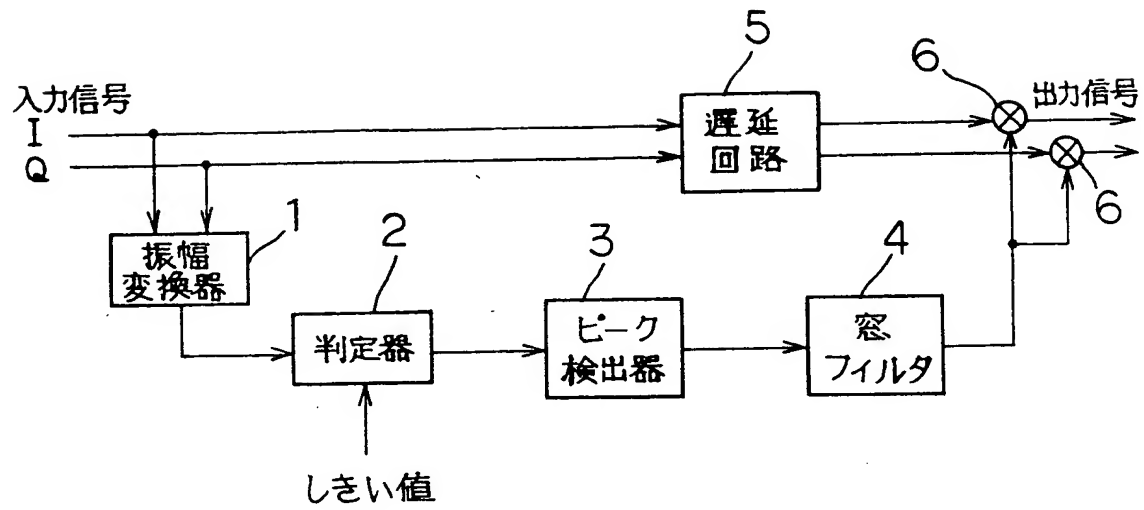 入力信号
I
Q
5
遅延
回路
6
出力信号
6
1
振幅
変換器
2
判定器
しきい値
3
ピーク
検出器
4
窓
フィルタ